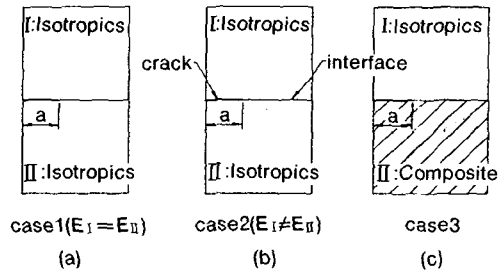 I:Isotropics I:Isotropics I:Isotropics
crack interface
a a a
II:Isotropics II:Isotropics II:Composite
case1(EI=EII) case2(EI≠EII) case3
(a) (b) (c)